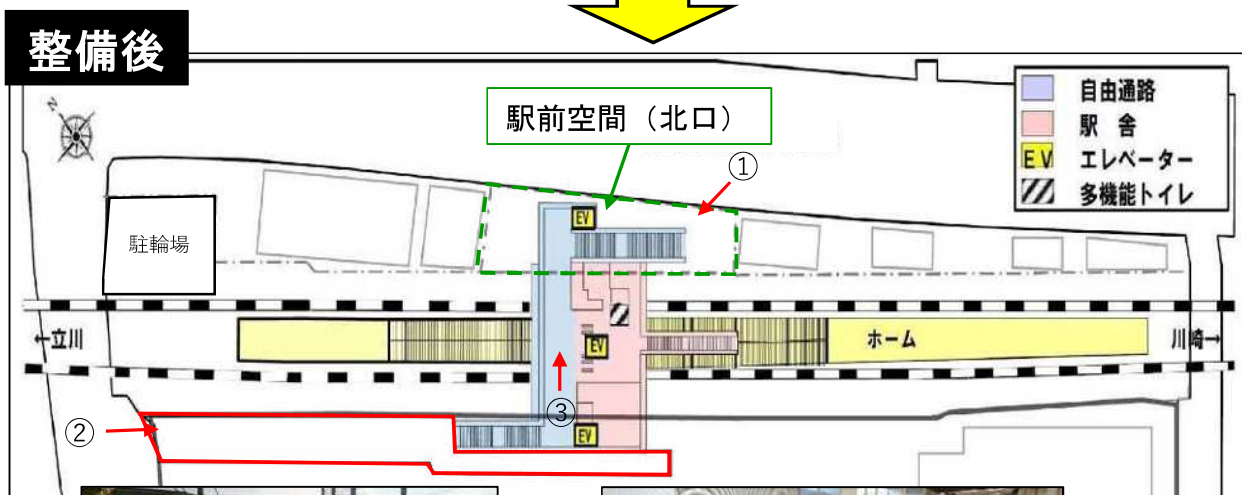 整備後
N
駅前空間（北口）
自由通路
駅 舎
EV エレベーター
多機能トイレ
①
EV
駐輪場
←立川
EV
ホーム
川崎→
③
②
EV